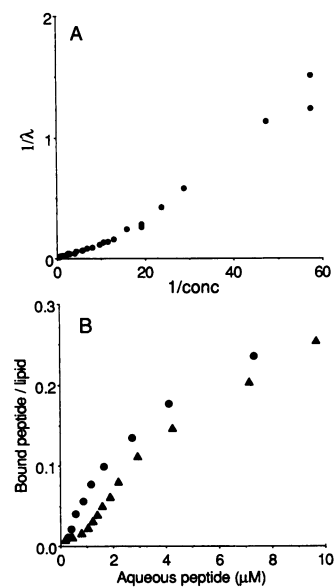 A
2
1
0
1/λ
0 20 40 60
1/conc
B
0.3
0.2
0.1
0.0
Bound peptide / lipid
0 2 4 6 8 10
Aqueous peptide (μM)